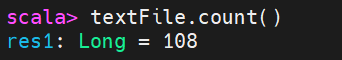 scala> textFile.count()
res1: Long = 108